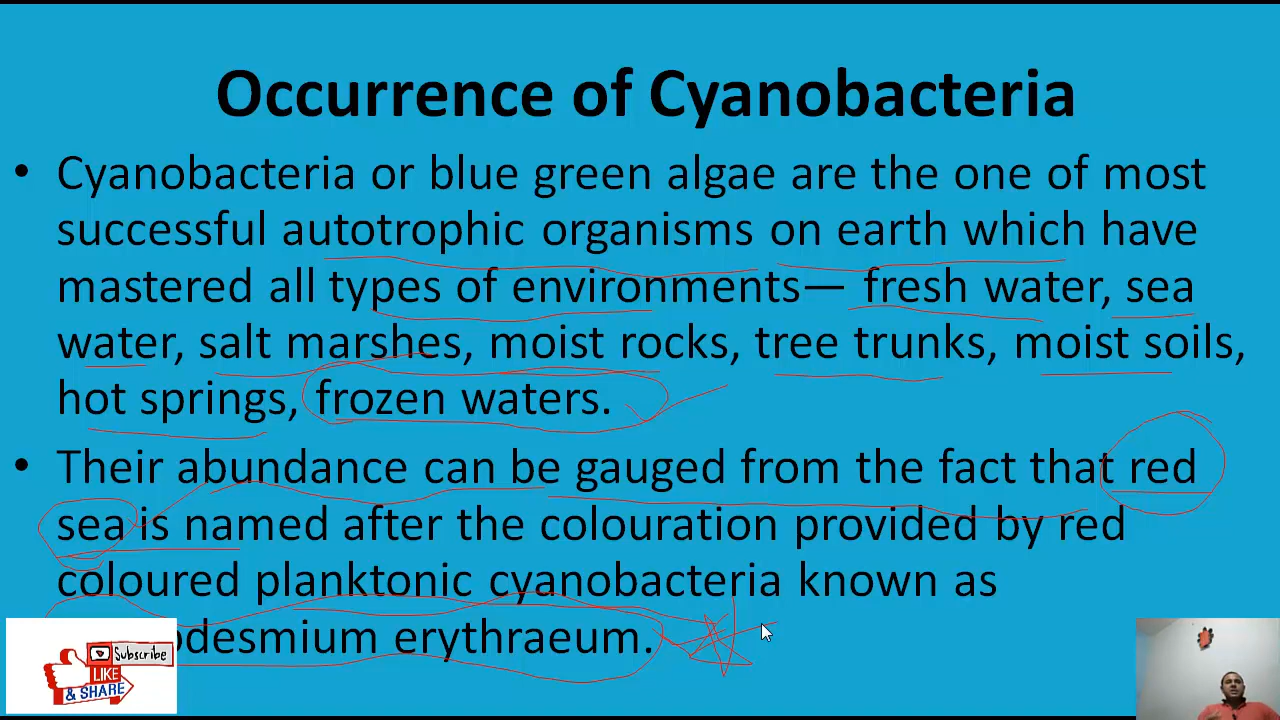 Occurrence of Cyanobacteria
• Cyanobacteria or blue green algae are the one of most
successful autotrophic organisms on earth which have
mastered all types of environments— fresh water, sea
water, salt marshes, moist rocks, tree trunks, moist soils,
hot springs, frozen waters.
• Their abundance can be gauged from the fact that red
sea is named after the colouration provided by red
coloured planktonic cyanobacteria known as
erythraeum.
Subscribe
LIKE
& SHARE